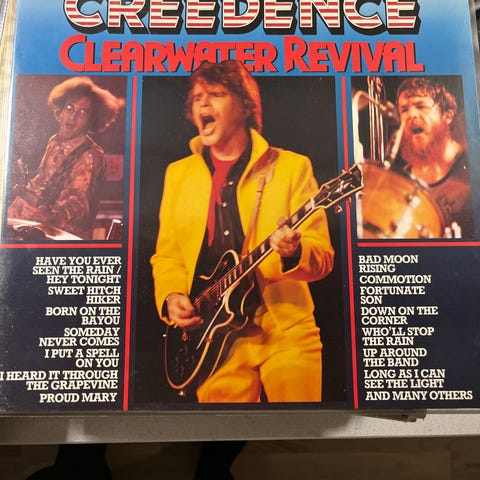 CREEDENCE
CLEARWATER REVIVAL
HAVE YOU EVER
SEEN THE RAIN /
HEY TONIGHT
SWEET HITCH
HIKER
BORN ON THE
BAYOU
SOMEDAY
NEVER COMES
I PUT A SPELL
ON YOU
I HEARD IT THROUGH
THE GRAPEVINE
PROUD MARY
BAD MOON
RISING
COMMOTION
FORTUNATE
SON
DOWN ON THE
CORNER
WHO'LL STOP
THE RAIN
UP AROUND
THE BAND
LONG AS I CAN
SEE THE LIGHT
AND MANY OTHERS